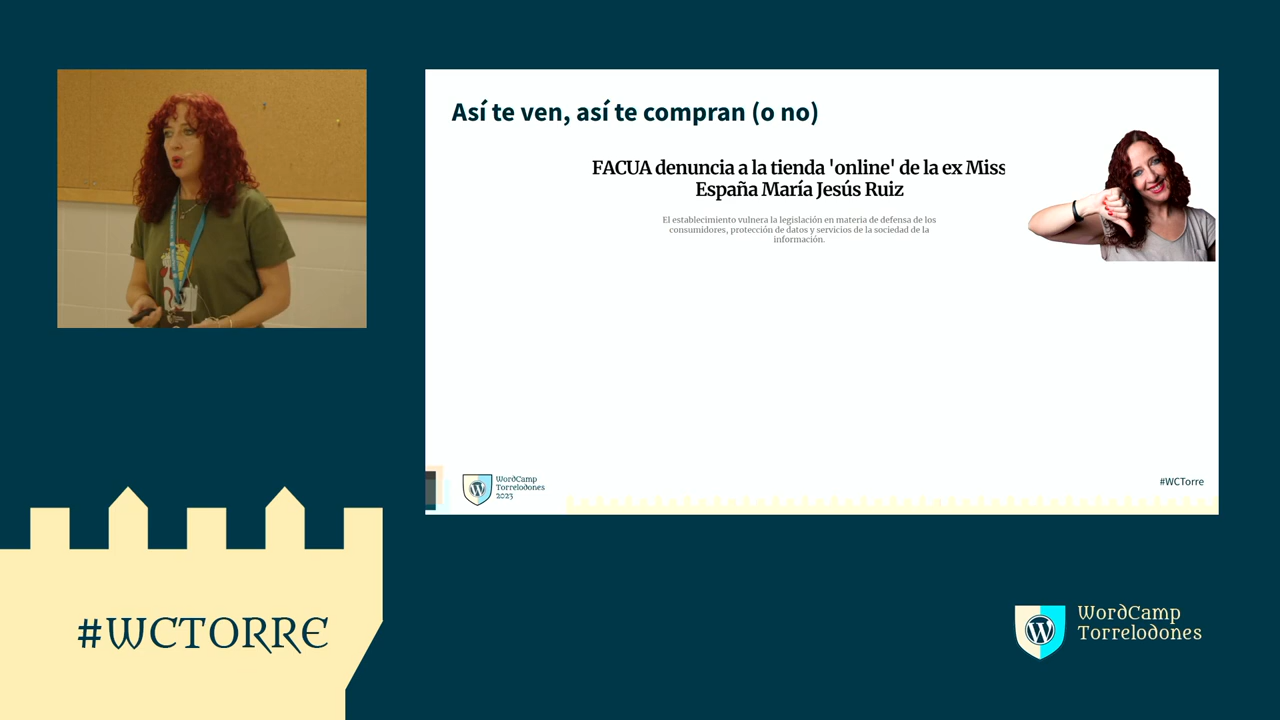 Así te ven, así te compran (o no)
FACUA denuncia a la tienda 'online' de la ex Miss
España María Jesús Ruiz
El establecimiento vulnera la legislación en materia de defensa de los
consumidores, protección de datos y servicios de la sociedad de la
información.
WordCamp
Torrelodones
2023
#WCTorre
#WCTORRE
WordCamp
Torrelodones